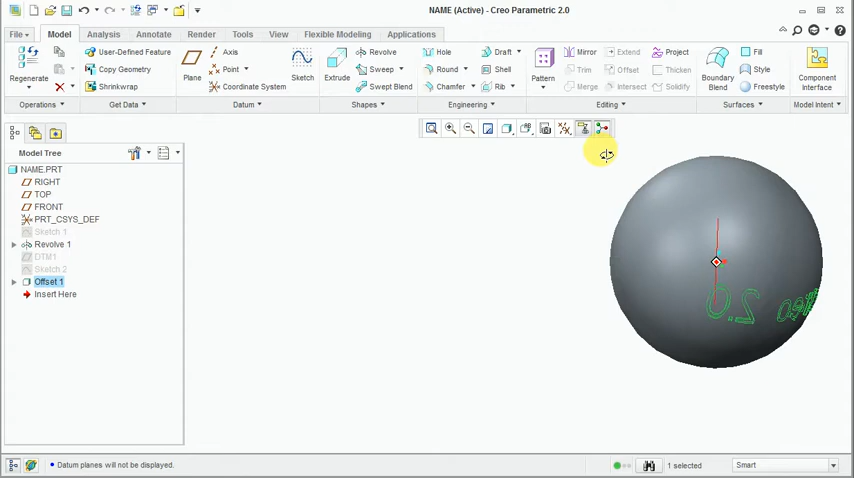 NAME (Active) - Creo Parametric 2.0
File Model Analysis Annotate Render Tools View Flexible Modeling Applications
User-Defined Feature Axis Revolve Hole Draft Mirror Extend Project Fill
Copy Geometry Point Sweep Round Shell Trim Offset Thicken Style
Regenerate Shrinkwrap Plane Coordinate System Sketch Extrude Swept Blend Chamfer Rib Pattern Merge Intersect Solidify Boundary Blend Freestyle Component Interface
Operations Get Data Datum Shapes Engineering Editing Surfaces Model Intent
Model Tree
NAME.PRT
RIGHT
TOP
FRONT
PRT_CSYS_DEF
Sketch 1
Revolve 1
DTM1
Sketch 2
Offset 1
Insert Here
2.0
Datum planes will not be displayed.
1 selected
Smart